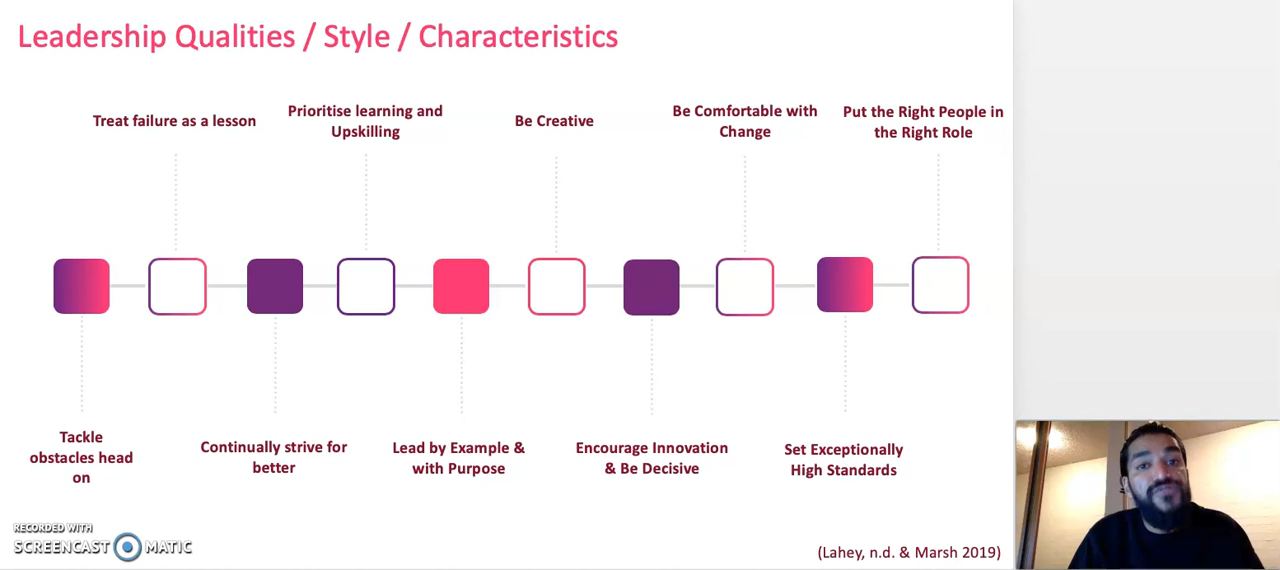 Leadership Qualities / Style / Characteristics
Treat failure as a lesson
Prioritise learning and
Upskilling
Be Creative
Be Comfortable with
Change
Put the Right People in
the Right Role
Tackle
obstacles head
on
Continually strive for
better
Lead by Example &
with Purpose
Encourage Innovation
& Be Decisive
Set Exceptionally
High Standards
RECORDED WITH
SCREENCAST MATIC
(Lahey, n.d. & Marsh 2019)